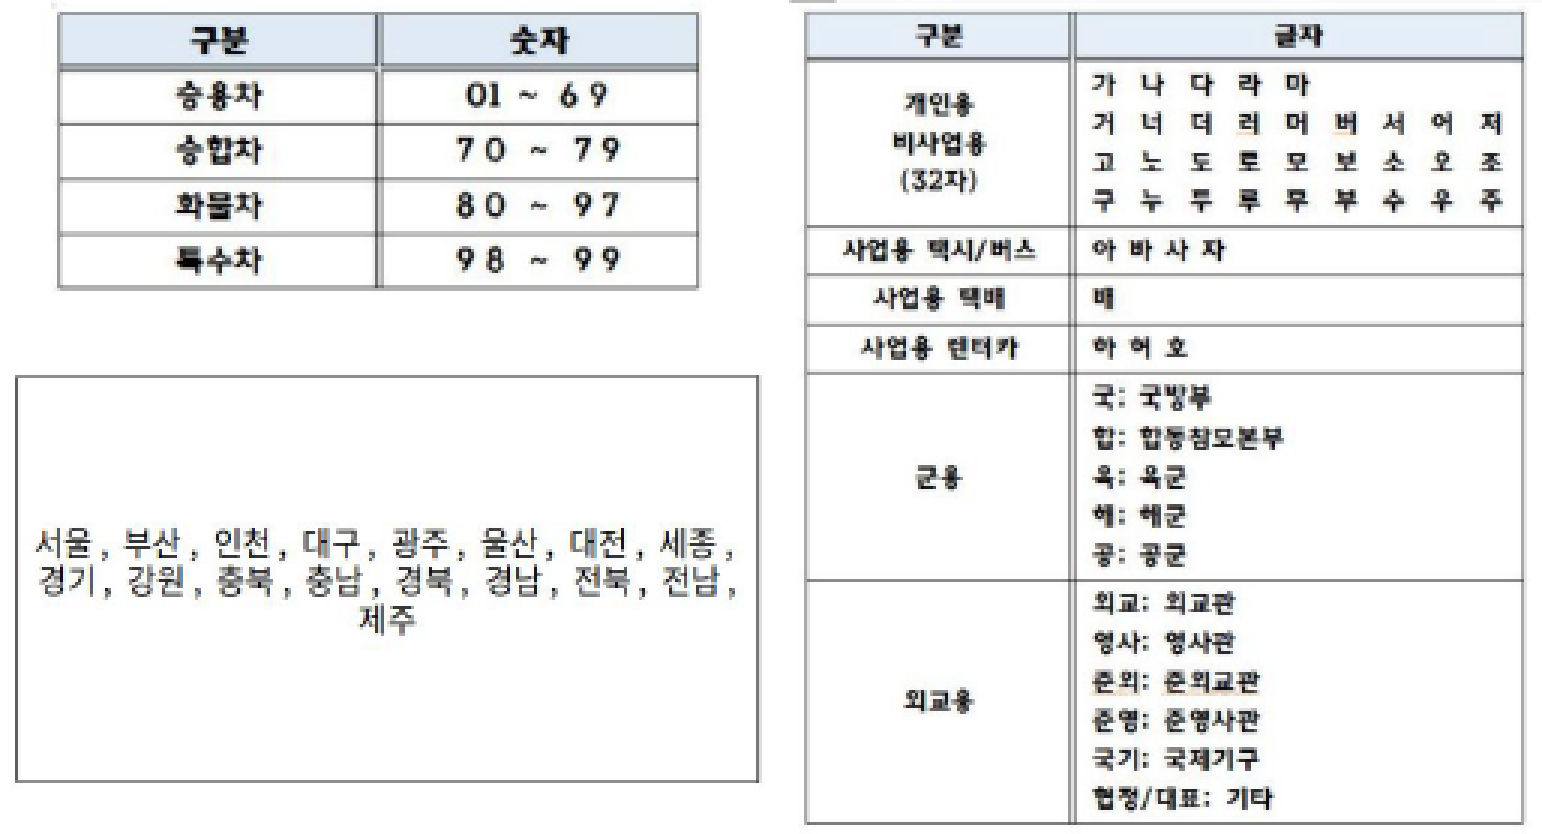 구분 숫자
승용차 01 ~ 69
승합차 70 ~ 79
화물차 80 ~ 97
특수차 98 ~ 99
서울, 부산, 인천, 대구, 광주, 울산, 대전, 세종,
경기, 강원, 충북, 충남, 경북, 경남, 전북, 전남,
제주
구분 글자
개인용
비사업용
(32자)
가 나 다 라 마
거 너 더 러 머 버 서 어 저
고 노 도 로 모 보 소 오 조
구 누 두 루 무 부 수 우 주
사업용 택시/버스 아 바 사 자
사업용 택배 배
사업용 렌터카 하 허 호
군용
국: 국방부
합: 합동참모본부
육: 육군
해: 해군
공: 공군
외교용
외교: 외교관
영사: 영사관
준외: 준외교관
준영: 준영사관
국기: 국제기구
협정/대표: 기타